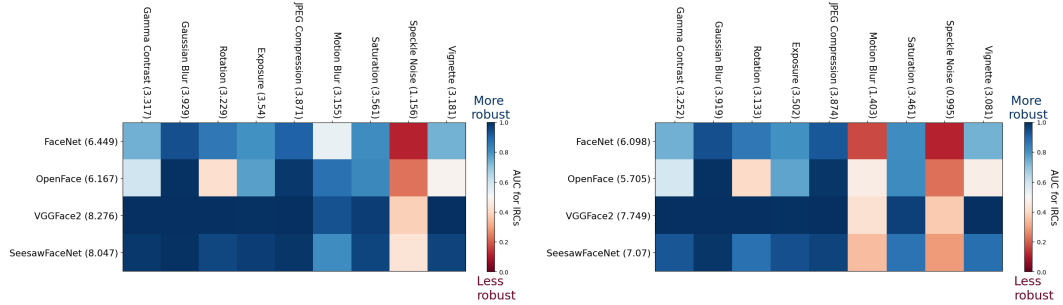 Gamma Contrast (3.317)
Gaussian Blur (3.929)
Rotation (3.229)
Exposure (3.54)
JPEG Compression (3.871)
Motion Blur (3.155)
Saturation (3.561)
Speckle Noise (1.156)
Vignette (3.181)
More
robust
FaceNet (6.449)
OpenFace (6.167)
VGGFace2 (8.276)
SeesawFaceNet (8.047)
1.0
0.8
0.6
0.4
0.2
0.0
AUC for IRCs
Less
robust
Gamma Contrast (3.252)
Gaussian Blur (3.919)
Rotation (3.133)
Exposure (3.502)
JPEG Compression (3.874)
Motion Blur (1.403)
Saturation (3.461)
Speckle Noise (0.995)
Vignette (3.081)
More
robust
FaceNet (6.098)
OpenFace (5.705)
VGGFace2 (7.749)
SeesawFaceNet (7.07)
1.0
0.8
0.6
0.4
0.2
0.0
AUC for IRCs
Less
robust